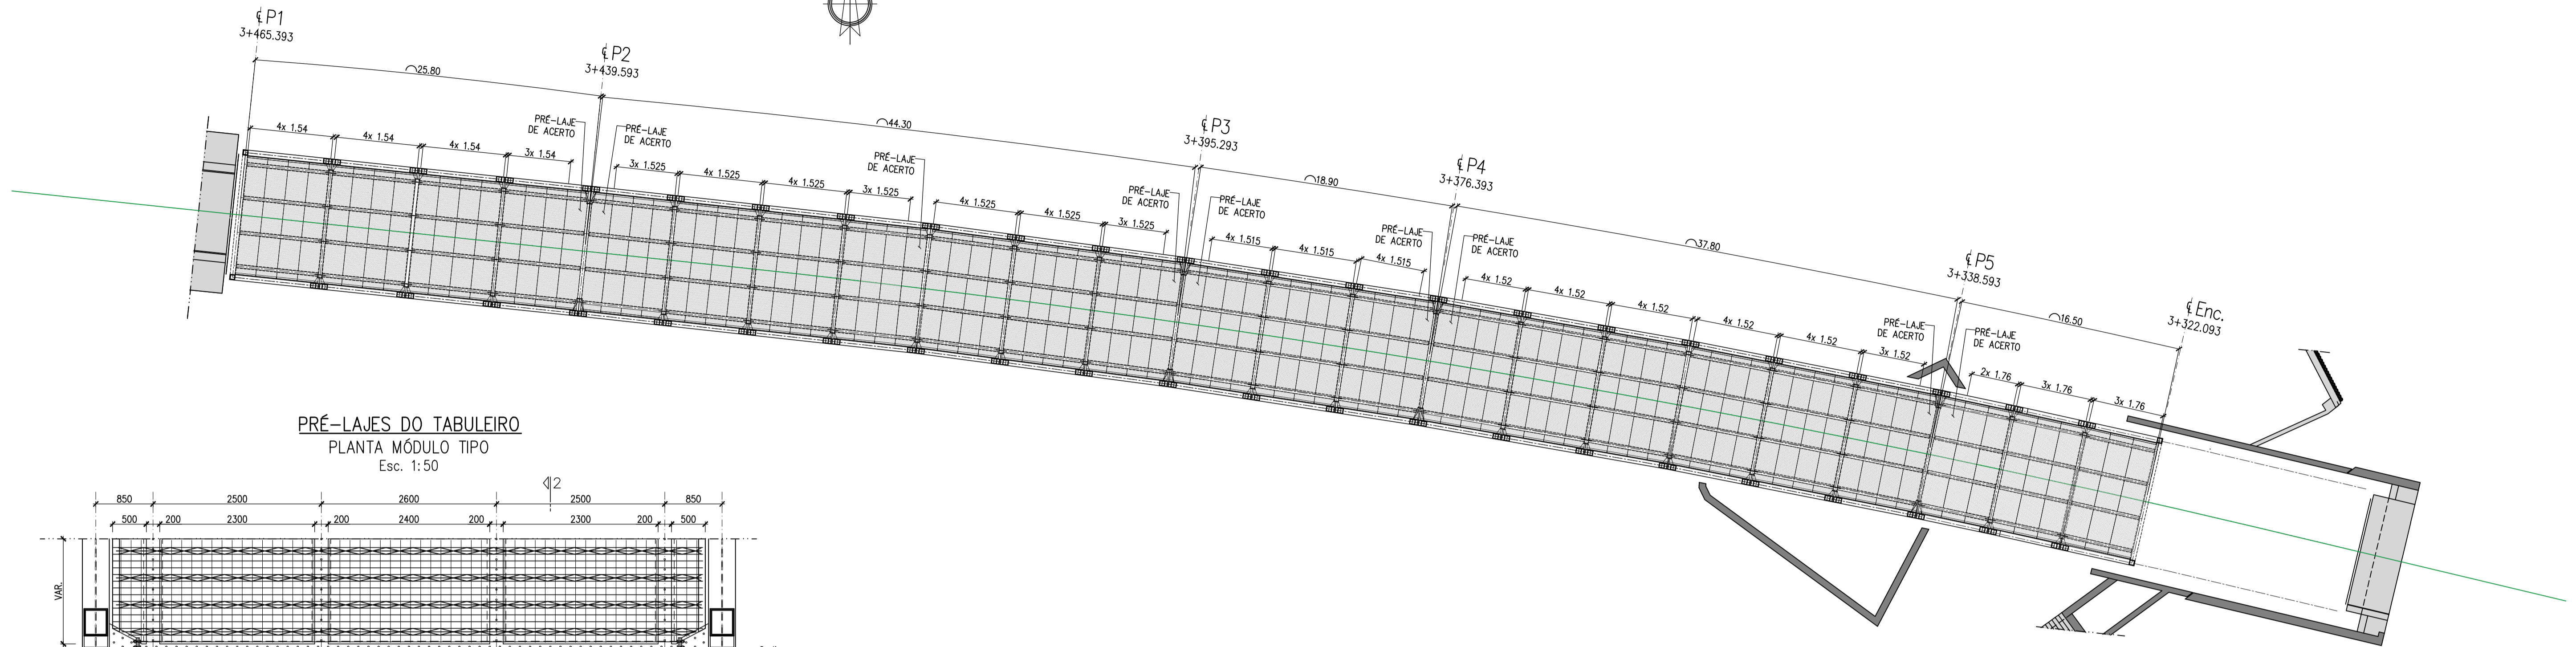 ℄P1
3+465.393
℄P2
3+439.593
℄P3
3+395.293
℄P4
3+376.393
℄P5
3+338.593
℄Enc.
3+322.093
⌒25.80
⌒44.30
⌒18.90
⌒37.80
⌒16.50
4x 1.54
4x 1.54
4x 1.54
3x 1.54
PRÉ-LAJE
DE ACERTO
PRÉ-LAJE
DE ACERTO
3x 1.525
4x 1.525
4x 1.525
3x 1.525
PRÉ-LAJE
DE ACERTO
4x 1.525
4x 1.525
3x 1.525
PRÉ-LAJE
DE ACERTO
PRÉ-LAJE
DE ACERTO
4x 1.515
4x 1.515
4x 1.515
PRÉ-LAJE
DE ACERTO
PRÉ-LAJE
DE ACERTO
4x 1.52
4x 1.52
4x 1.52
4x 1.52
4x 1.52
3x 1.52
PRÉ-LAJE
DE ACERTO
PRÉ-LAJE
DE ACERTO
2x 1.76
3x 1.76
3x 1.76
PRÉ-LAJES DO TABULEIRO
PLANTA MÓDULO TIPO
Esc. 1:50
2
850 2500 2600 2500 850
500 200 2300 200 2400 200 2300 200 500
VAR.